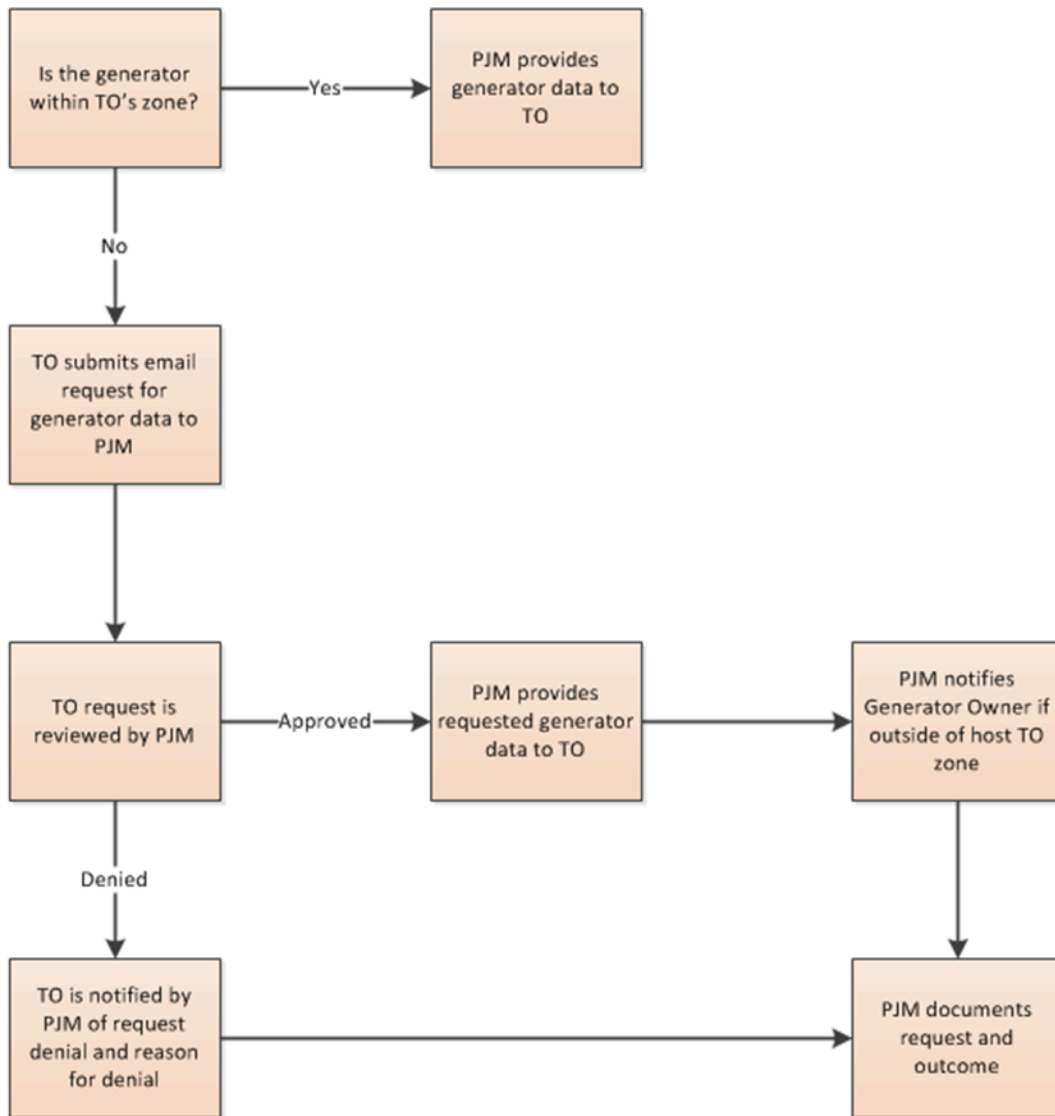 Is the generator
within TO's zone?
Yes
PJM provides
generator data to
TO
No
TO submits email
request for
generator data to
PJM
TO request is
reviewed by PJM
Approved
PJM provides
requested generator
data to TO
PJM notifies
Generator Owner if
outside of host TO
zone
Denied
TO is notified by
PJM of request
denial and reason
for denial
PJM documents
request and
outcome